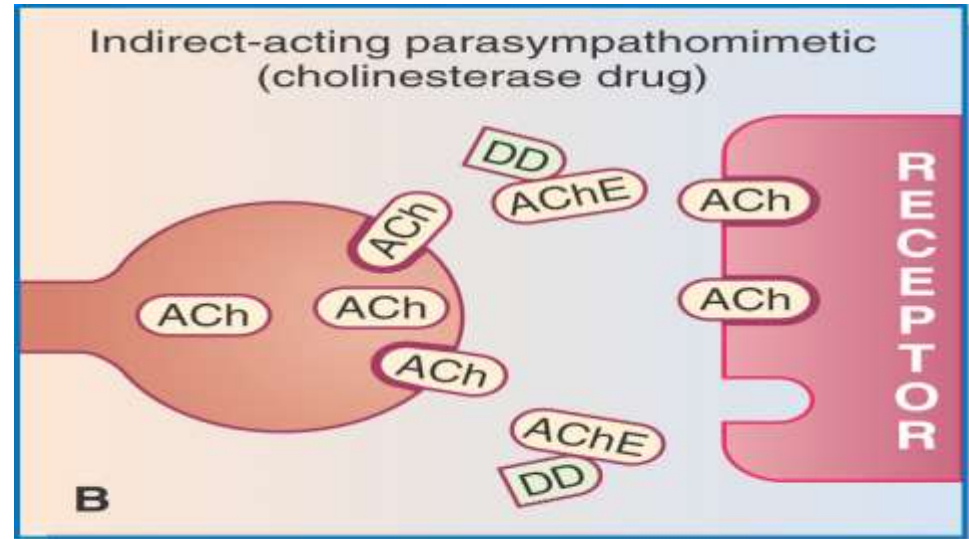 Indirect-acting parasympathomimetic
(cholinesterase drug)
DD
AChE
ACh
ACh
ACh
ACh
ACh
ACh
AChE
DD
RECEPTOR
B